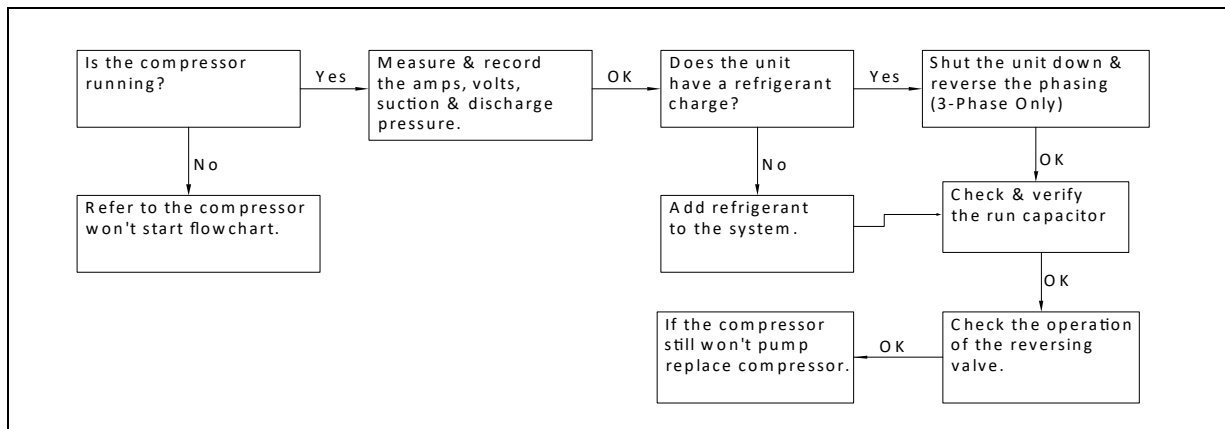 Is the compressor
running?
Yes
Measure & record
the amps, volts,
suction & discharge
pressure.
OK
Does the unit
have a refrigerant
charge?
Yes
Shut the unit down &
reverse the phasing
(3-Phase Only)
No
No
OK
Refer to the compressor
won't start flowchart.
Add refrigerant
to the system.
Check & verify
the run capacitor
OK
If the compressor
still won't pump
replace compressor.
OK
Check the operation
of the reversing
valve.